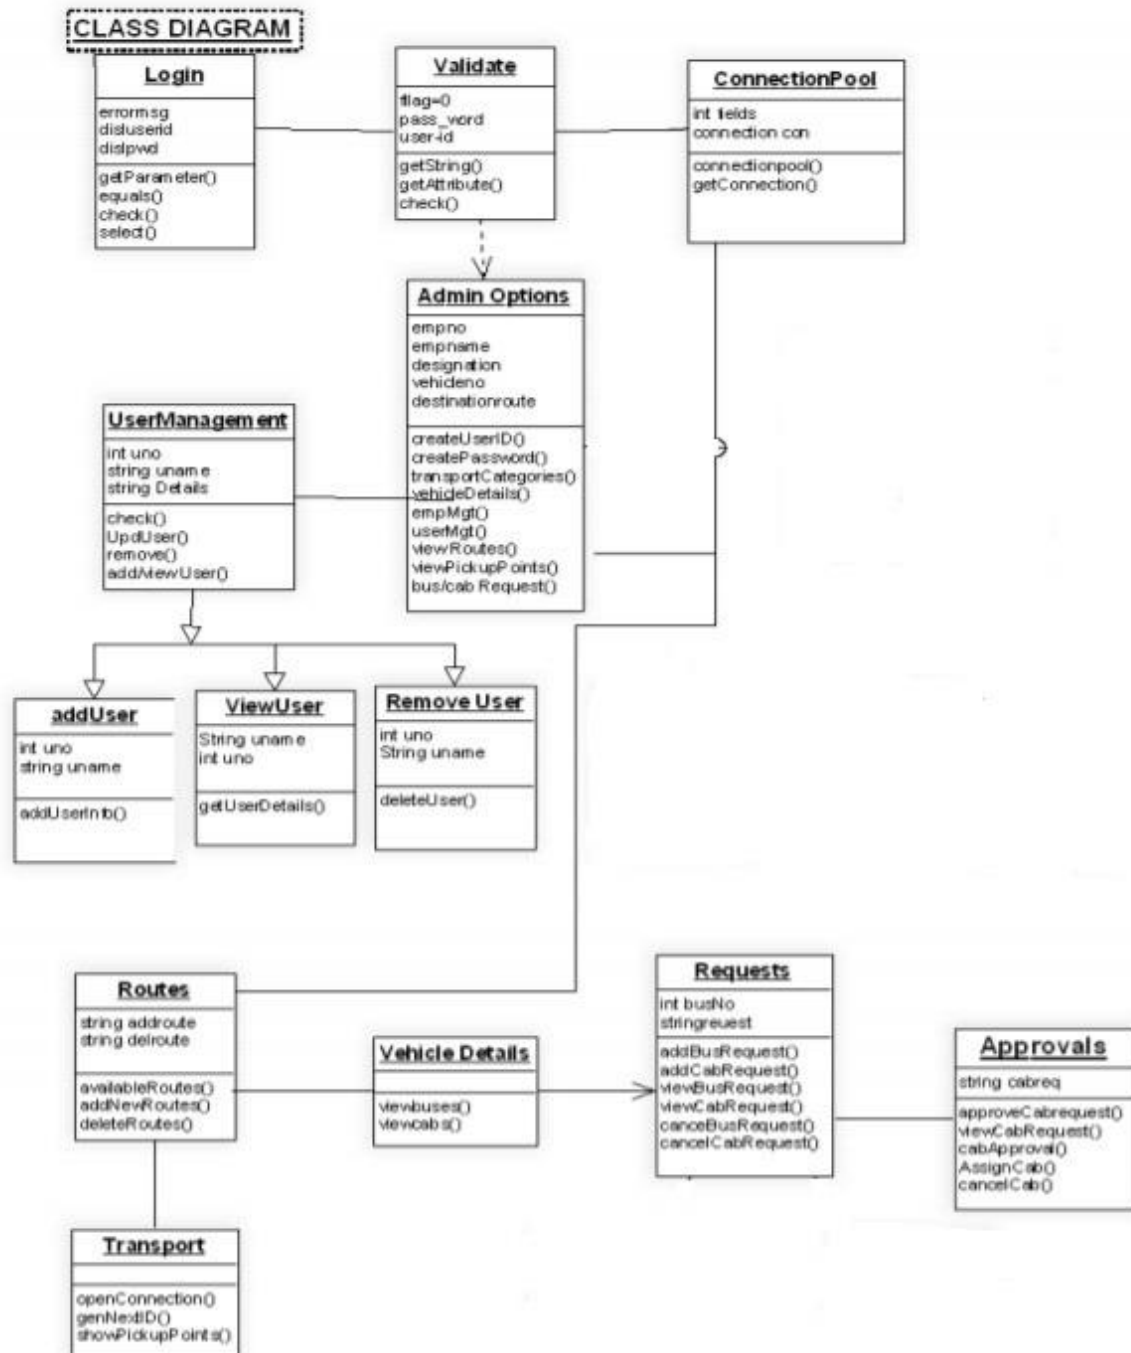 CLASS DIAGRAM
Login
errormsg
disluserid
dislpwd
getParameter()
equals()
check()
select()
Validate
flag=0
pass_word
user-id
getString()
getAttribute()
check()
ConnectionPool
int fields
connection con
connectionpool()
getConnection()
Admin Options
empno
empname
designation
vehicleno
destinationroute
createUserID()
createPassword()
transportCategories()
vehicleDetails()
empMgt()
userMgt()
viewRoutes()
viewPickupPoints()
bus/cab Request()
UserManagement
int uno
string uname
string Details
check()
UpdUser()
remove()
add/viewUser()
addUser
int uno
string uname
addUserInfo()
ViewUser
String uname
int uno
getUserDetails()
Remove User
int uno
String uname
deleteUser()
Routes
string addroute
string delroute
availableRoutes()
addNewRoutes()
deleteRoutes()
Vehicle Details
viewbuses()
viewcabs()
Requests
int busNo
stringreuest
addBusRequest()
addCabRequest()
viewBusRequest()
viewCabRequest()
canceBusRequest()
cancelCabRequest()
Approvals
string cabreq
approveCabrequest()
viewCabRequest()
cabApproval()
AssignCab()
cancelCab()
Transport
openConnection()
genNextID()
showPickupPoints()